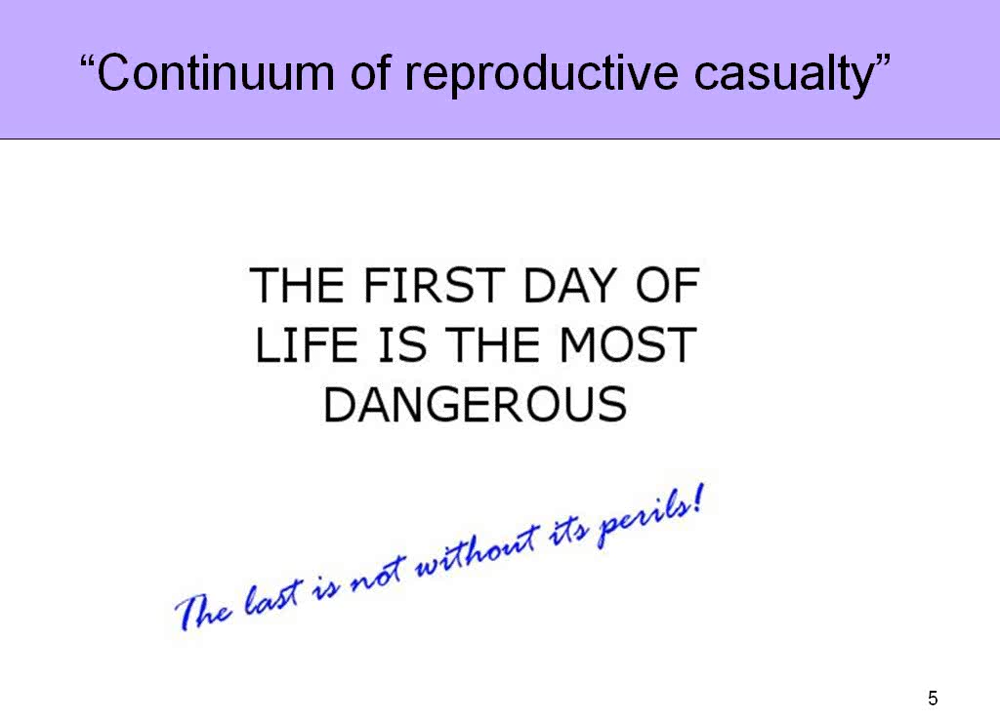 “Continuum of reproductive casualty”
THE FIRST DAY OF
LIFE IS THE MOST
DANGEROUS
The last is not without its perils!
5